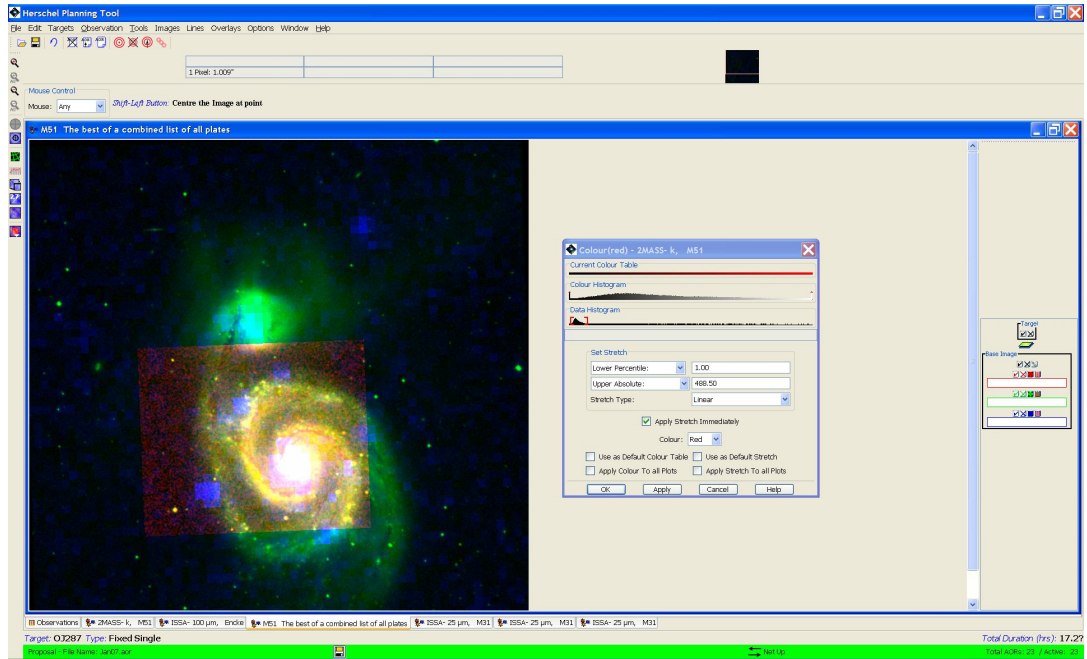 Herschel Planning Tool
File Edit Targets Observation Tools Images Lines Overlays Options Window Help
1 Pixel: 1.009"
Mouse Control
Mouse: Any Shift-Left Button: Centre the Image at point
M51 The best of a combined list of all plates
Colour(red) - 2MASS- k, M51
Current Colour Table
Colour Histogram
Data Histogram
Set Stretch
Lower Percentile: 1.00
Upper Absolute: 488.50
Stretch Type: Linear
Apply Stretch Immediately
Colour: Red
Use as Default Colour Table Use as Default Stretch
Apply Colour To all Plots Apply Stretch To all Plots
OK Apply Cancel Help
Target
Base Image
Observations 2MASS- k, M51 ISSA- 100 µm, Encke M51 The best of a combined list of all plates ISSA- 25 µm, M31 ISSA- 25 µm, M31 ISSA- 25 µm, M31
Target: OJ287 Type: Fixed Single Total Duration (hrs): 17.2?
Proposal - File Name: Jan07.aor Net Up Total AORs: 23 / Active: 23